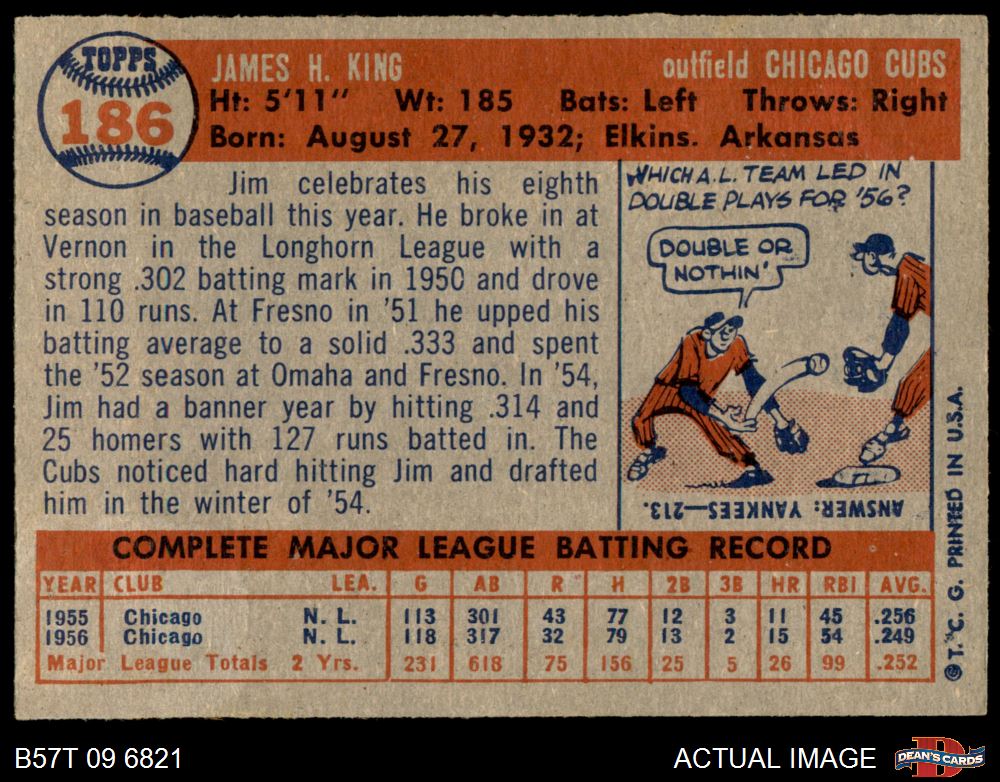 TOPPS
186
JAMES H. KING
outfield CHICAGO CUBS
Ht: 5'11" Wt: 185 Bats: Left Throws: Right
Born: August 27, 1932; Elkins. Arkansas
Jim celebrates his eighth
season in baseball this year. He broke in at
Vernon in the Longhorn League with a
strong .302 batting mark in 1950 and drove
in 110 runs. At Fresno in '51 he upped his
batting average to a solid .333 and spent
the '52 season at Omaha and Fresno. In '54,
Jim had a banner year by hitting .314 and
25 homers with 127 runs batted in. The
Cubs noticed hard hitting Jim and drafted
him in the winter of '54.
WHICH A.L. TEAM LED IN
DOUBLE PLAYS FOR '56?
DOUBLE OR
NOTHIN'
ANSWER: YANKEES—213.
COMPLETE MAJOR LEAGUE BATTING RECORD
YEAR CLUB LEA. G AB R H 2B 3B HR RBI AVG.
1955 Chicago N. L. 113 301 43 77 12 3 11 45 .256
1956 Chicago N. L. 118 317 32 79 13 2 15 54 .249
Major League Totals 2 Yrs. 231 618 75 156 25 5 26 99 .252
©T. C. G. PRINTED IN U.S.A.
B57T 09 6821
ACTUAL IMAGE
DEAN'S CARDS